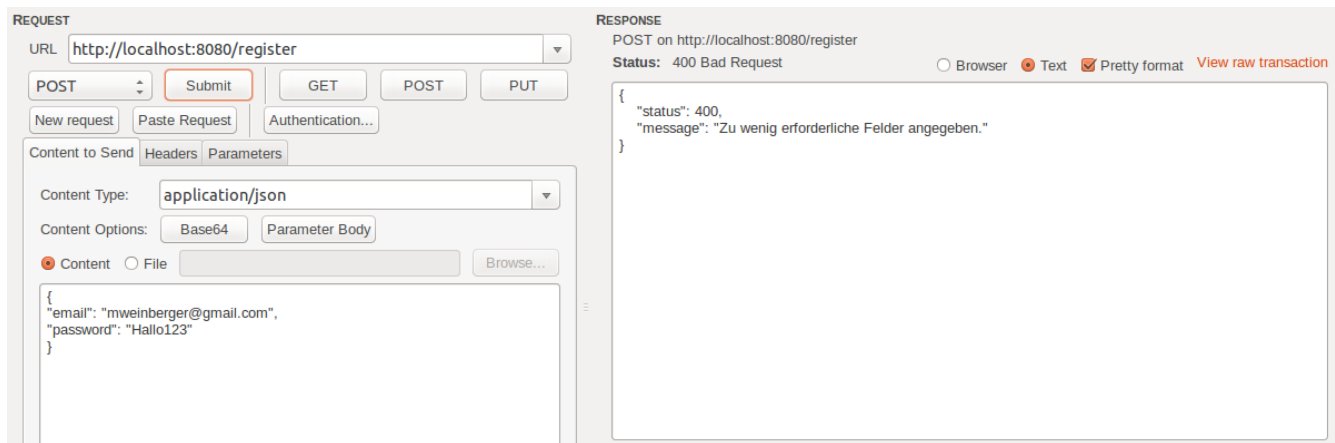 REQUEST
URL http://localhost:8080/register
POST Submit GET POST PUT
New request Paste Request Authentication...
Content to Send Headers Parameters
Content Type: application/json
Content Options: Base64 Parameter Body
Content File Browse...
{
"email": "mweinberger@gmail.com",
"password": "Hallo123"
}
RESPONSE
POST on http://localhost:8080/register
Status: 400 Bad Request Browser Text Pretty format View raw transaction
{
"status": 400,
"message": "Zu wenig erforderliche Felder angegeben."
}